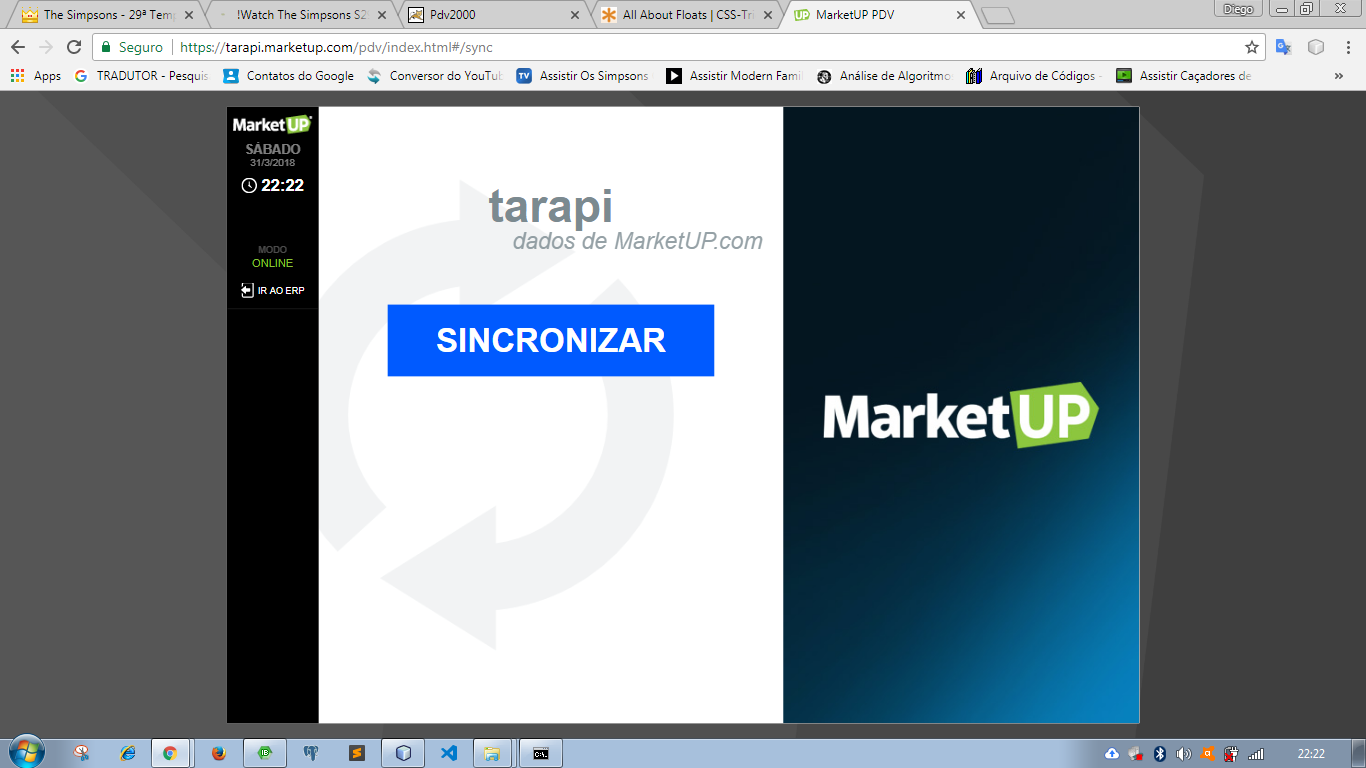 The Simpsons - 29ª Temp
!Watch The Simpsons S29
Pdv2000
All About Floats | CSS-Tri
MarketUP PDV
Diego
Seguro
https://tarapi.marketup.com/pdv/index.html#/sync
Apps
TRADUTOR - Pesquis
Contatos do Google
Conversor do YouTu
Assistir Os Simpsons
Assistir Modern Famil
Análise de Algoritmo
Arquivo de Códigos -
Assistir Caçadores de
MarketUP
SÁBADO
31/3/2018
22:22
MODO
ONLINE
IR AO ERP
tarapi
dados de MarketUP.com
SINCRONIZAR
MarketUP
22:22